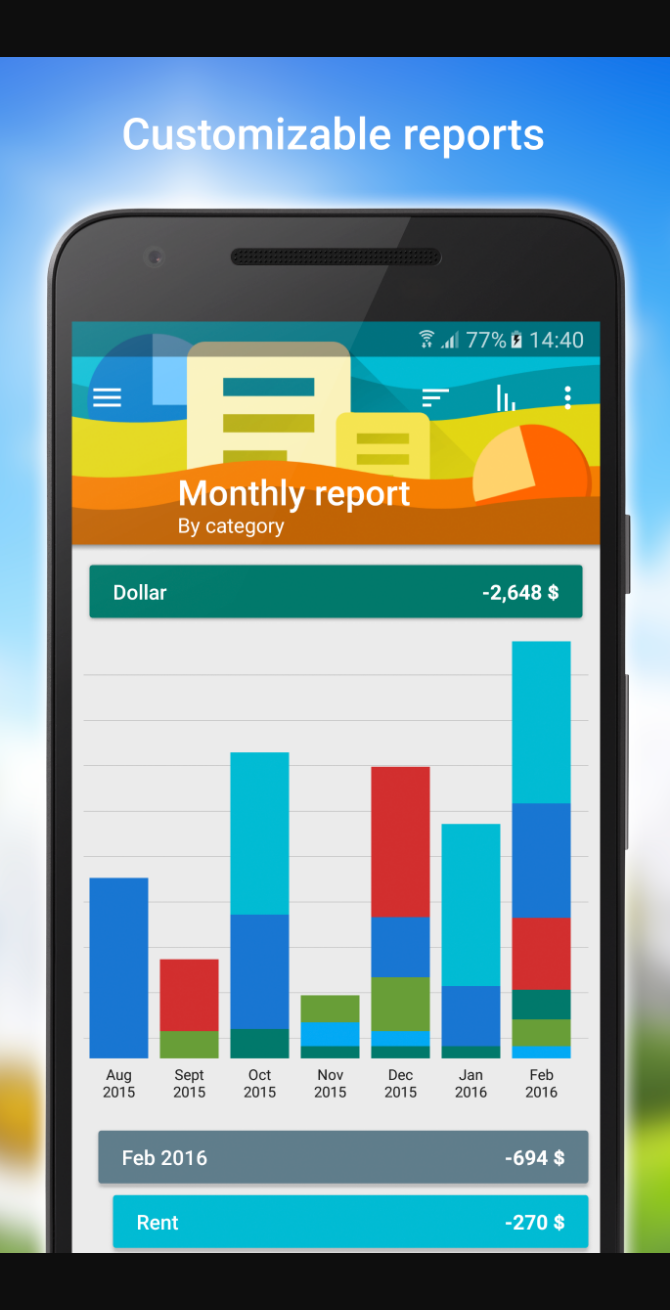 Customizable reports
77% 14:40
Monthly report
By category
Dollar -2,648 $
Aug 2015
Sept 2015
Oct 2015
Nov 2015
Dec 2015
Jan 2016
Feb 2016
Feb 2016 -694 $
Rent -270 $